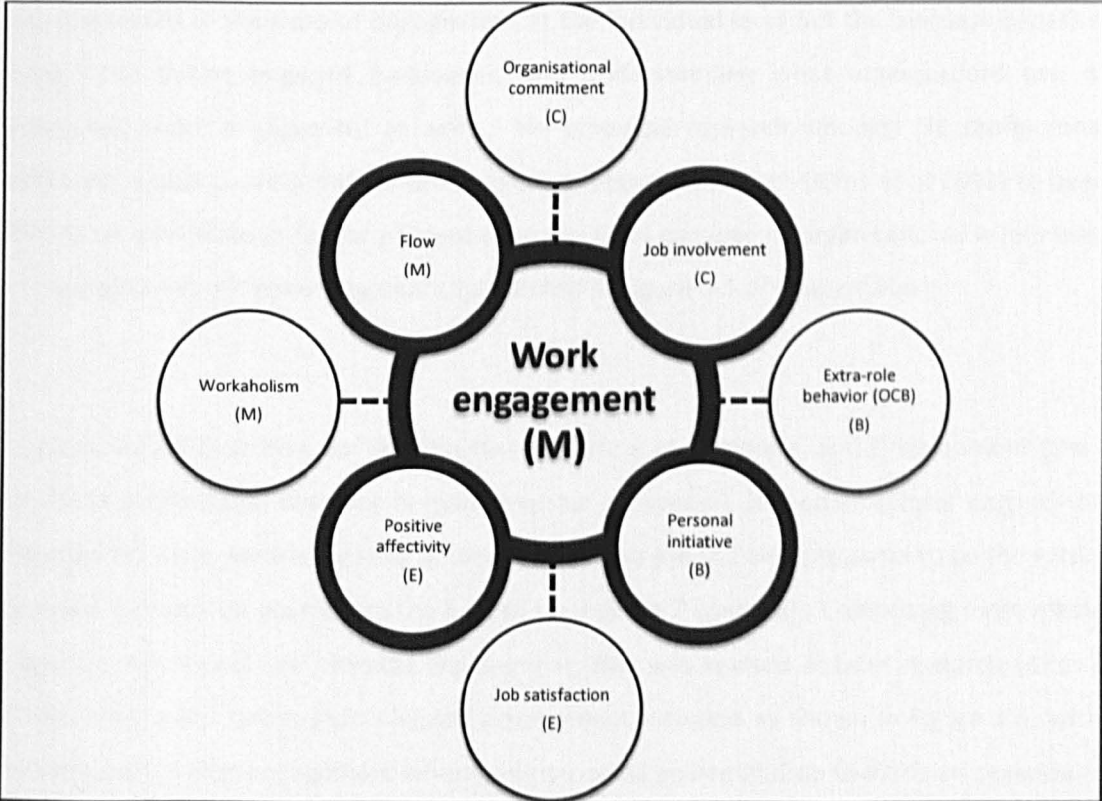 Organisational
commitment
(C)
Flow
(M)
Job involvement
(C)
Workaholism
(M)
Work
engagement
(M)
Extra-role
behavior (OCB)
(B)
Positive
affectivity
(E)
Personal
initiative
(B)
Job satisfaction
(E)